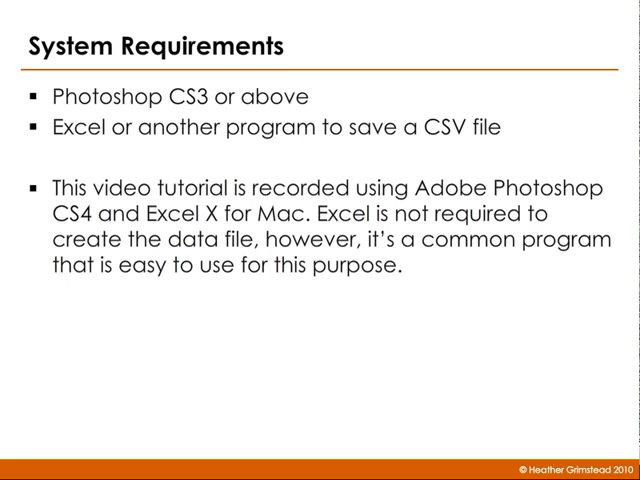 System Requirements
▪ Photoshop CS3 or above
▪ Excel or another program to save a CSV file
▪ This video tutorial is recorded using Adobe Photoshop
CS4 and Excel X for Mac. Excel is not required to
create the data file, however, it's a common program
that is easy to use for this purpose.
© Heather Grimstead 2010